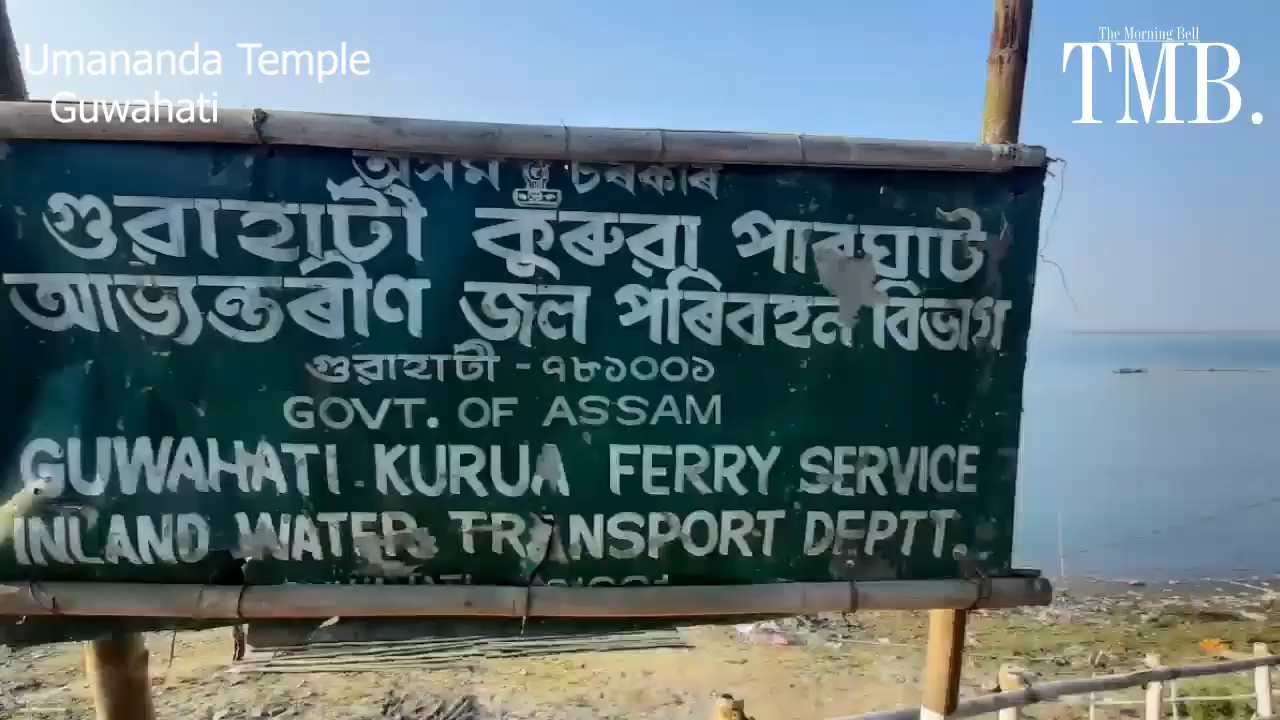 Umananda Temple
Guwahati
The Morning Bell
TMB.
অসম চৰকাৰ
গুৱাহাটী কুৰুৱা পাৰঘাট
আভ্যন্তৰীণ জল পৰিবহন বিভাগ
গুৱাহাটী - ৭৮১০০১
GOVT. OF ASSAM
GUWAHATI KURUA FERRY SERVICE
INLAND WATER TRANSPORT DEPTT.